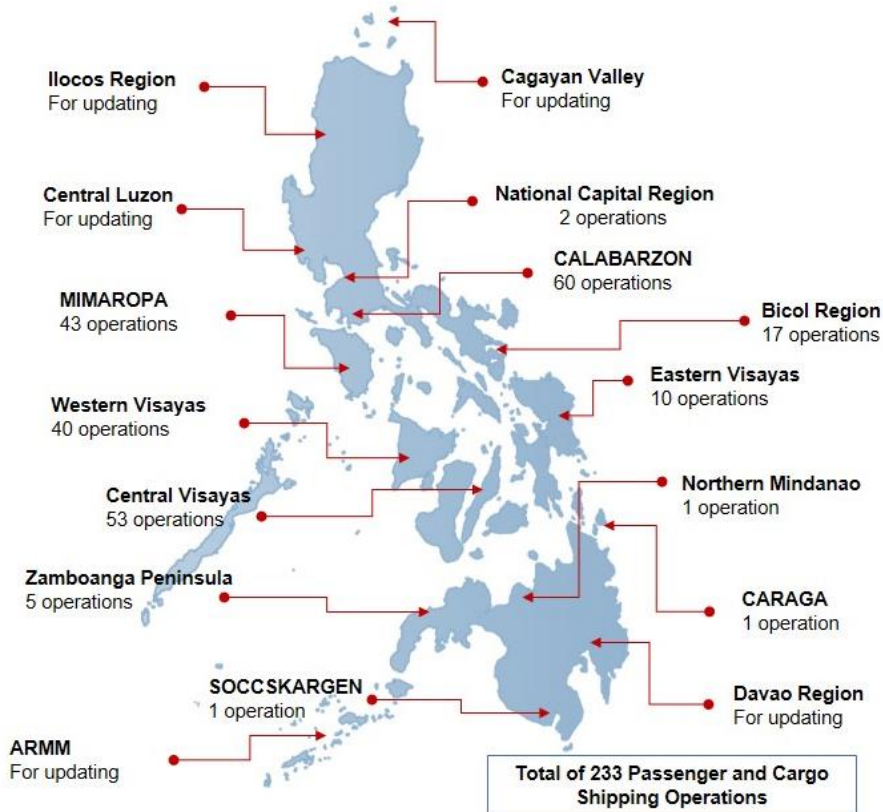 Ilocos Region
For updating
Cagayan Valley
For updating
Central Luzon
For updating
National Capital Region
2 operations
CALABARZON
60 operations
MIMAROPA
43 operations
Bicol Region
17 operations
Eastern Visayas
10 operations
Western Visayas
40 operations
Northern Mindanao
1 operation
Central Visayas
53 operations
Zamboanga Peninsula
5 operations
CARAGA
1 operation
SOCCSKARGEN
1 operation
Davao Region
For updating
ARMM
For updating
Total of 233 Passenger and Cargo
Shipping Operations